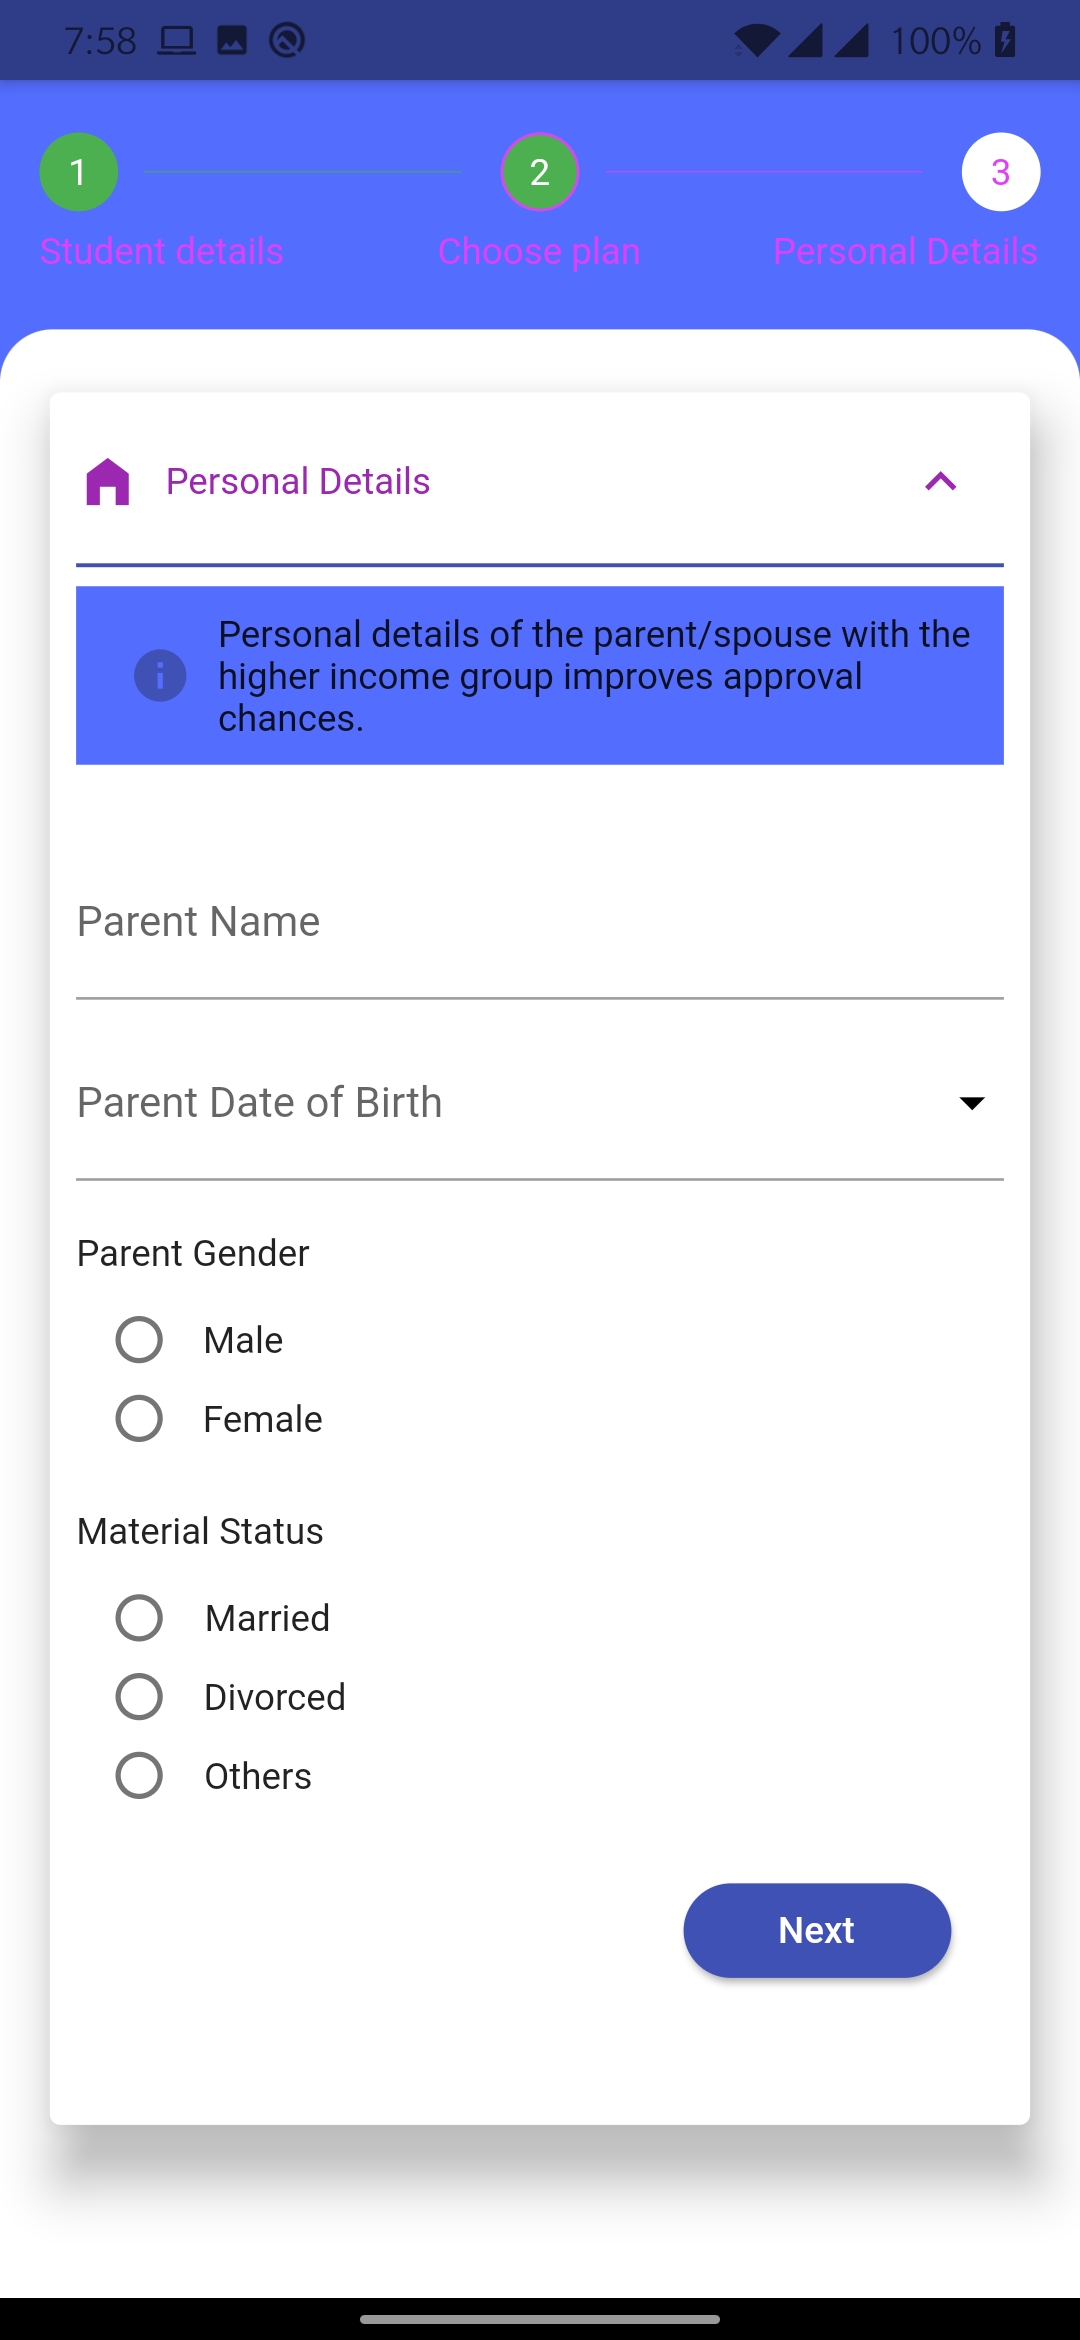 7:58 100%
1 2 3
Student details Choose plan Personal Details
Personal Details
Personal details of the parent/spouse with the
higher income group improves approval
chances.
Parent Name
Parent Date of Birth
Parent Gender
Male
Female
Material Status
Married
Divorced
Others
Next